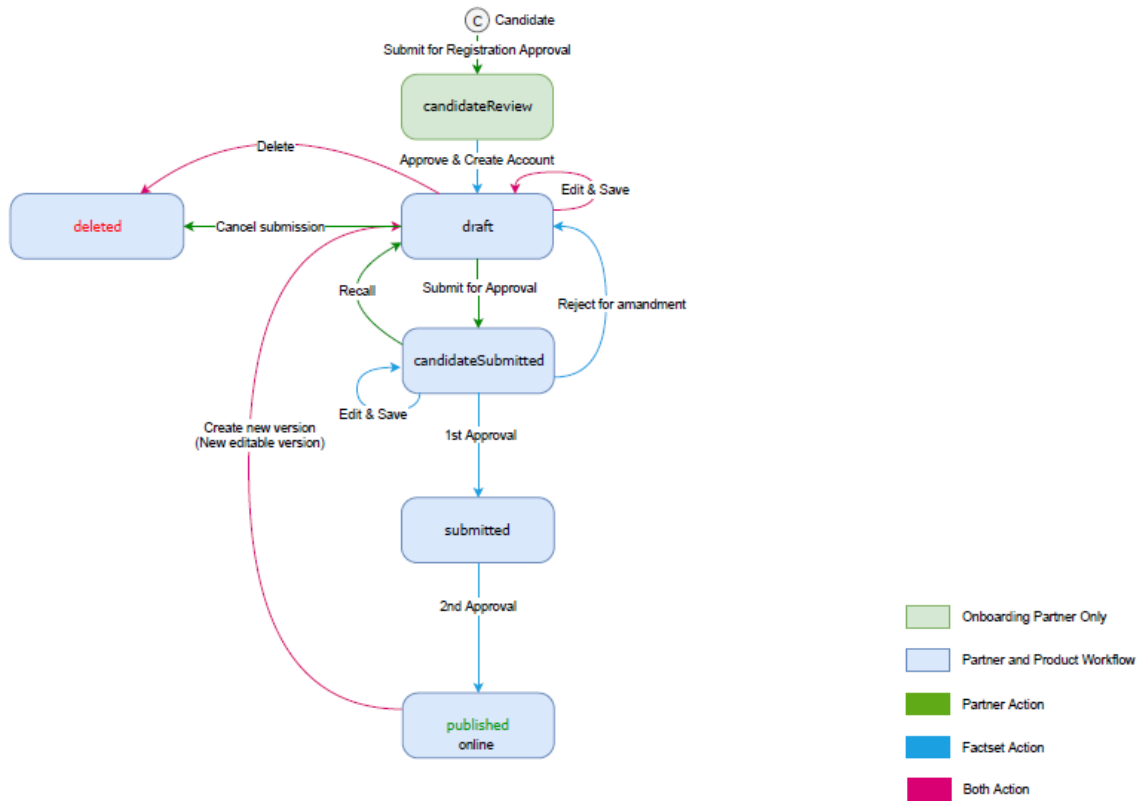 C Candidate
Submit for Registration Approval
candidateReview
Delete
Approve & Create Account
Edit & Save
deleted
Cancel submission
draft
Recall
Submit for Approval
Reject for amandment
candidateSubmitted
Edit & Save
Create new version
(New editable version)
1st Approval
submitted
2nd Approval
published
online
Onboarding Partner Only
Partner and Product Workflow
Partner Action
Factset Action
Both Action